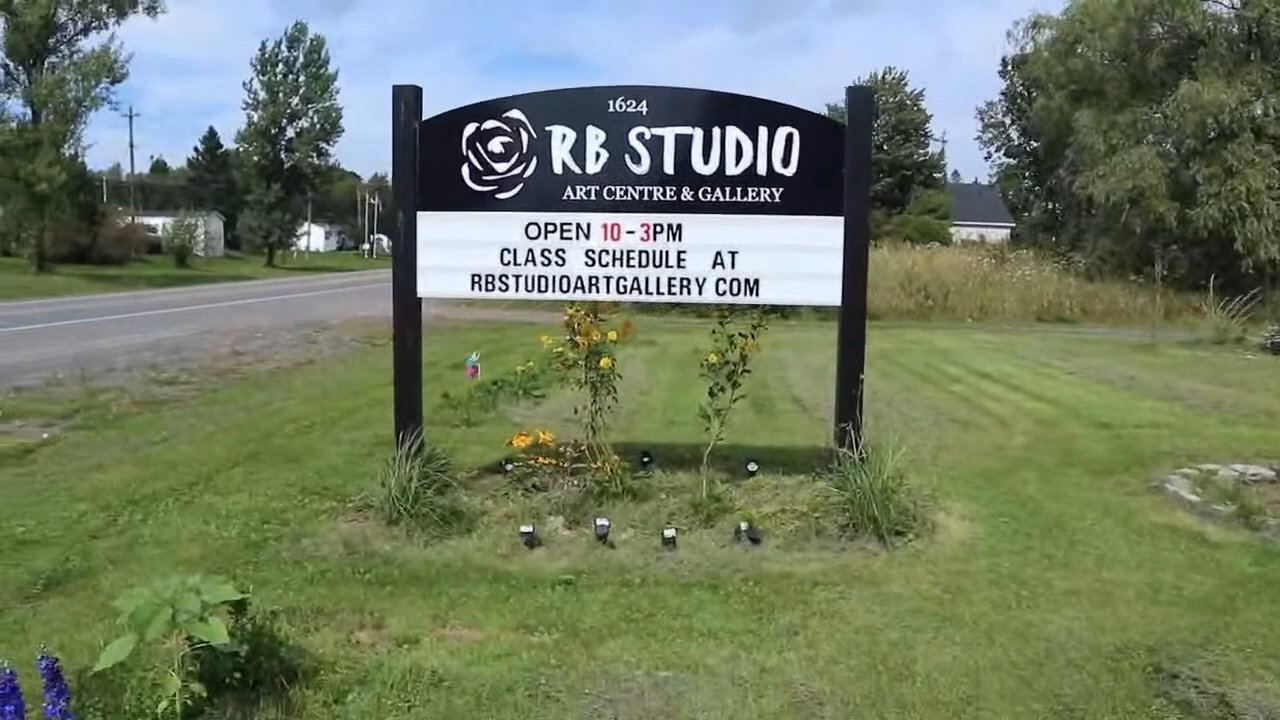 1624
RB STUDIO
ART CENTRE & GALLERY
OPEN 10-3PM
CLASS SCHEDULE AT
RBSTUDIOARTGALLERY COM